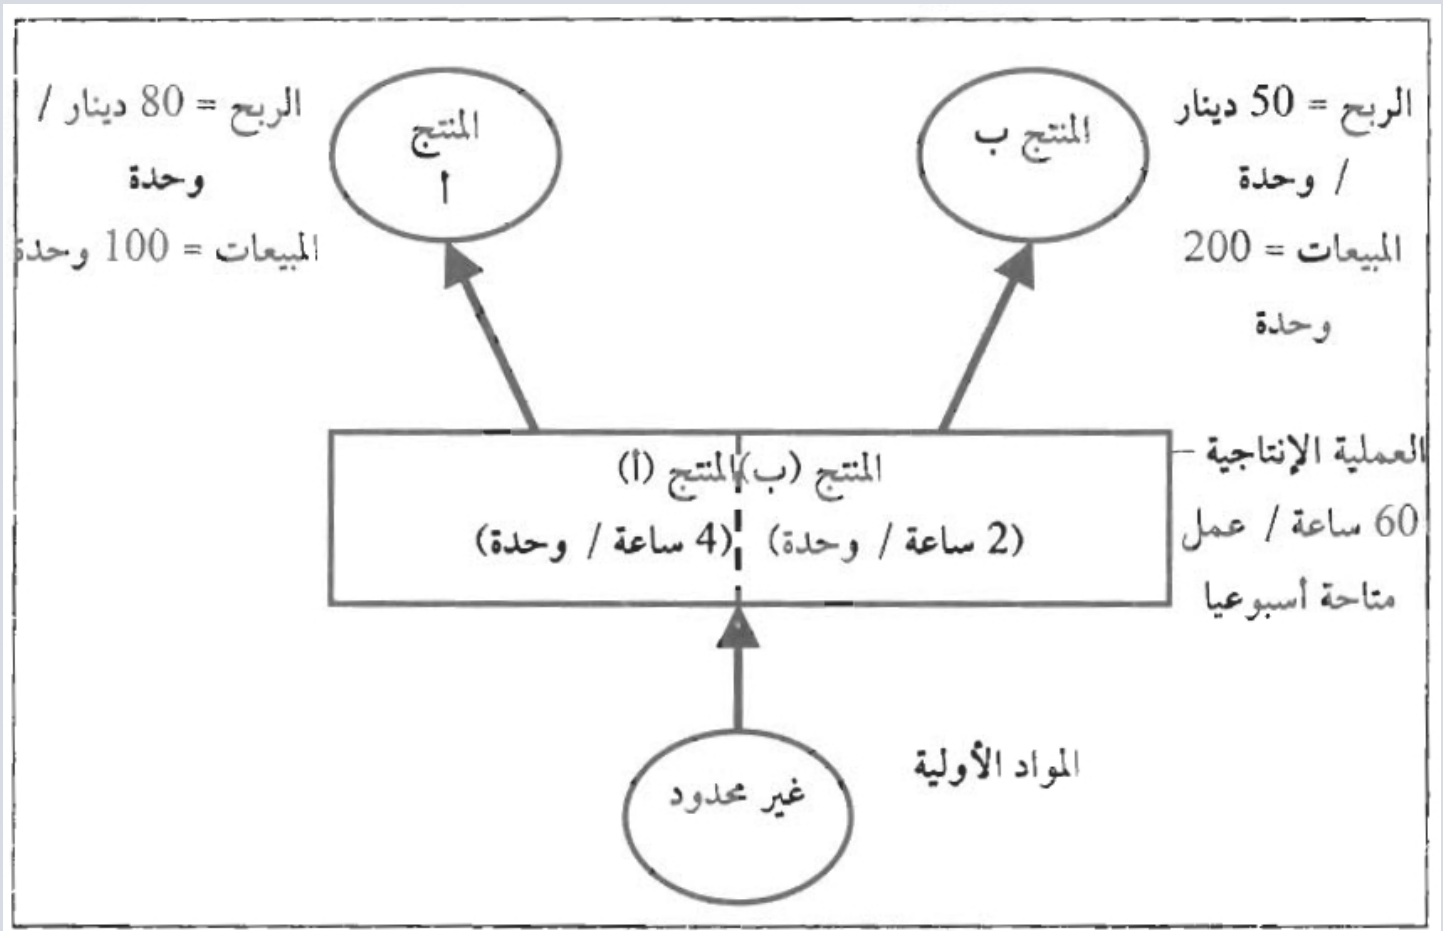 الربح = 50 دينار
/ وحدة
المبيعات = 200
وحدة
المنتج ب
المنتج
أ
الربح = 80 دينار /
وحدة
المبيعات = 100 وحدة
العملية الإنتاجية
60 ساعة / عمل
متاحة أسبوعيا
المنتج (ب)
(2 ساعة / وحدة)
المنتج (أ)
(4 ساعة / وحدة)
المواد الأولية
غير محدود